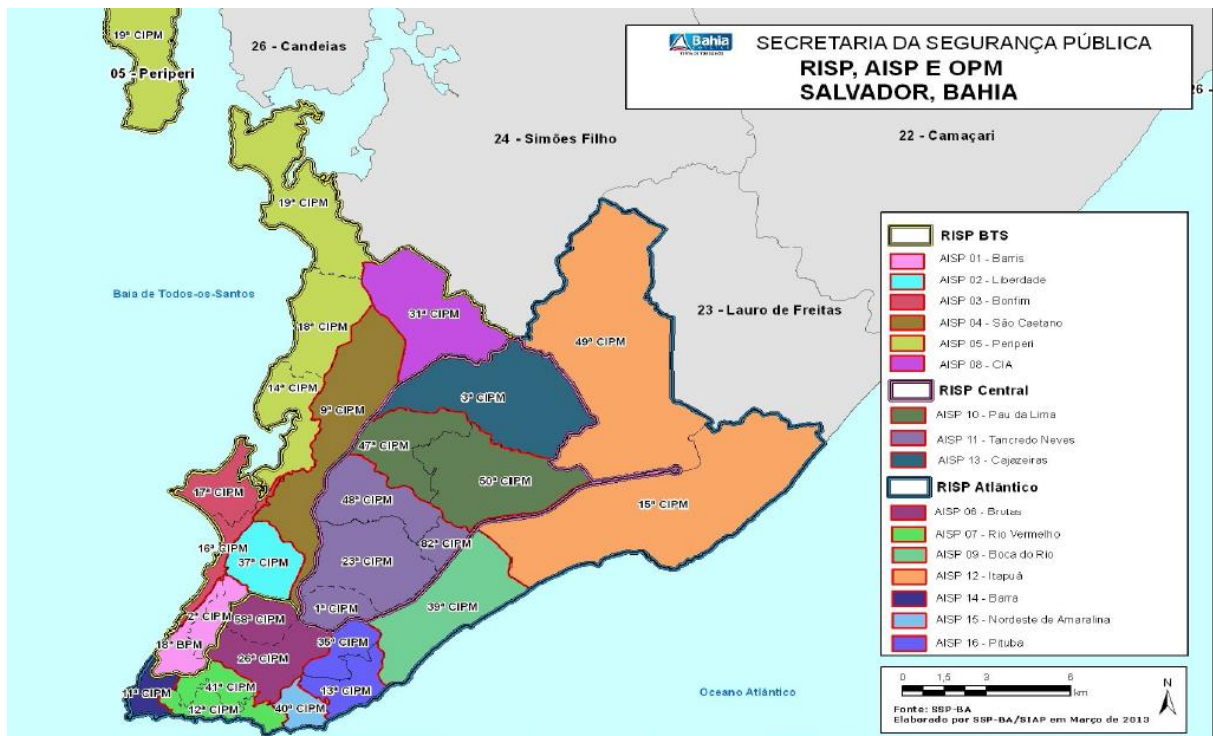 19ª CIPM
05 - Periperi
26 - Candeias
Bahia
SECRETARIA DA SEGURANÇA PÚBLICA
RISP, AISP E OPM
SALVADOR, BAHIA
26 -
24 - Simões Filho
22 - Camaçari
19ª CIPM
Baia de Todos-os-Santos
18ª CIPM
31ª CIPM
23 - Lauro de Freitas
49ª CIPM
14ª CIPM
9ª CIPM
3ª CIPM
47ª CIPM
50ª CIPM
17ª CIPM
48ª CIPM
15ª CIPM
16ª CIPM
37ª CIPM
82ª CIPM
23ª CIPM
2ª CIPM
58ª CIPM
1ª CIPM
39ª CIPM
18ª BPM
26ª CIPM
35ª CIPM
11ª CIPM
41ª CIPM
13ª CIPM
12ª CIPM
40ª CIPM
Oceano Atlântico
RISP BTS
AISP 01 - Barris
AISP 02 - Liberdade
AISP 03 - Bonfim
AISP 04 - São Caetano
AISP 05 - Periperi
AISP 08 - CIA
RISP Central
AISP 10 - Pau da Lima
AISP 11 - Tancredo Neves
AISP 13 - Cajazeiras
RISP Atlântico
AISP 06 - Brotas
AISP 07 - Rio Vermelho
AISP 09 - Boca do Rio
AISP 12 - Itapuã
AISP 14 - Barra
AISP 15 - Nordeste de Amaralina
AISP 16 - Pituba
0 1,5 3 6
km
N
Fonte: SSP-BA
Elaborado por SSP-BA/SIAP em Março de 2013